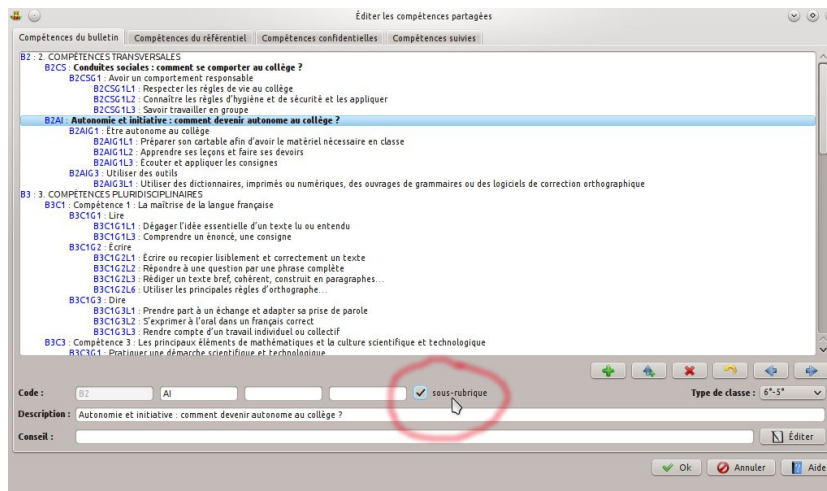 Éditer les compétences partagées
Compétences du bulletin Compétences du référentiel Compétences confidentielles Compétences suivies
B2 : 2. COMPÉTENCES TRANSVERSALES
B2CS : Conduites sociales : comment se comporter au collège ?
B2CSG1 : Avoir un comportement responsable
B2CSG1L1 : Respecter les règles de vie au collège
B2CSG1L2 : Connaître les règles d'hygiène et de sécurité et les appliquer
B2CSG1L3 : Savoir travailler en groupe
B2AI : Autonomie et initiative : comment devenir autonome au collège ?
B2AIG1 : Être autonome au collège
B2AIG1L1 : Préparer son cartable afin d'avoir le matériel nécessaire en classe
B2AIG1L2 : Apprendre ses leçons et faire ses devoirs
B2AIG1L3 : Écouter et appliquer les consignes
B2AIG3 : Utiliser des outils
B2AIG3L1 : Utiliser des dictionnaires, imprimés ou numériques, des ouvrages de grammaires ou des logiciels de correction orthographique
B3 : 3. COMPÉTENCES PLURIDISCIPLINAIRES
B3C1 : Compétence 1 : La maîtrise de la langue française
B3C1G1 : Lire
B3C1G1L1 : Dégager l'idée essentielle d'un texte lu ou entendu
B3C1G1L3 : Comprendre un énoncé, une consigne
B3C1G2 : Écrire
B3C1G2L1 : Écrire ou recopier lisiblement et correctement un texte
B3C1G2L2 : Répondre à une question par une phrase complète
B3C1G2L3 : Rédiger un texte bref, cohérent, construit en paragraphes…
B3C1G2L6 : Utiliser les principales règles d'orthographe…
B3C1G3 : Dire
B3C1G3L1 : Prendre part à un échange et adapter sa prise de parole
B3C1G3L2 : S'exprimer à l'oral dans un français correct
B3C1G3L3 : Rendre compte d'un travail individuel ou collectif
B3C3 : Compétence 3 : Les principaux éléments de mathématiques et la culture scientifique et technologique
B3C3G1 : Pratiquer une démarche scientifique et technologique
Code : B2 AI sous-rubrique Type de classe : 6°-5°
Description : Autonomie et initiative : comment devenir autonome au collège ?
Conseil : Éditer
Ok Annuler Aide